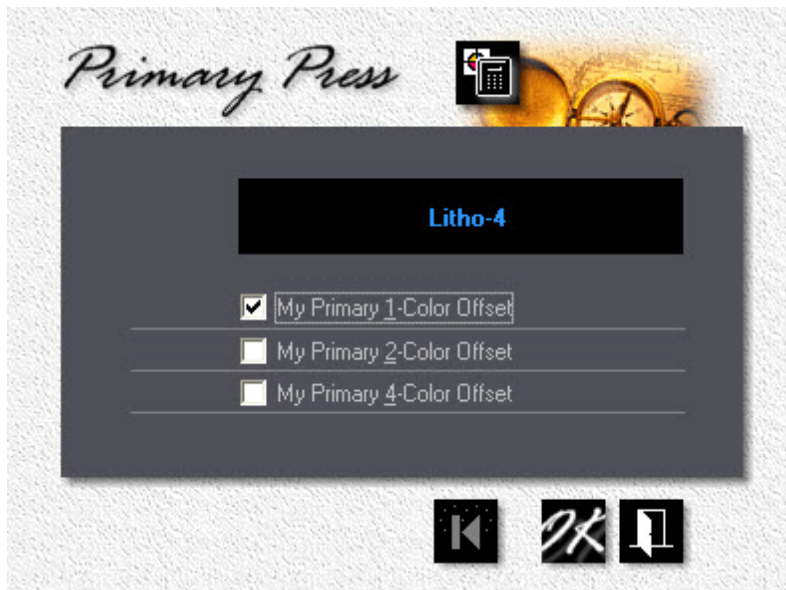 Primary Press
Litho-4
My Primary 1-Color Offset
My Primary 2-Color Offset
My Primary 4-Color Offset
OK